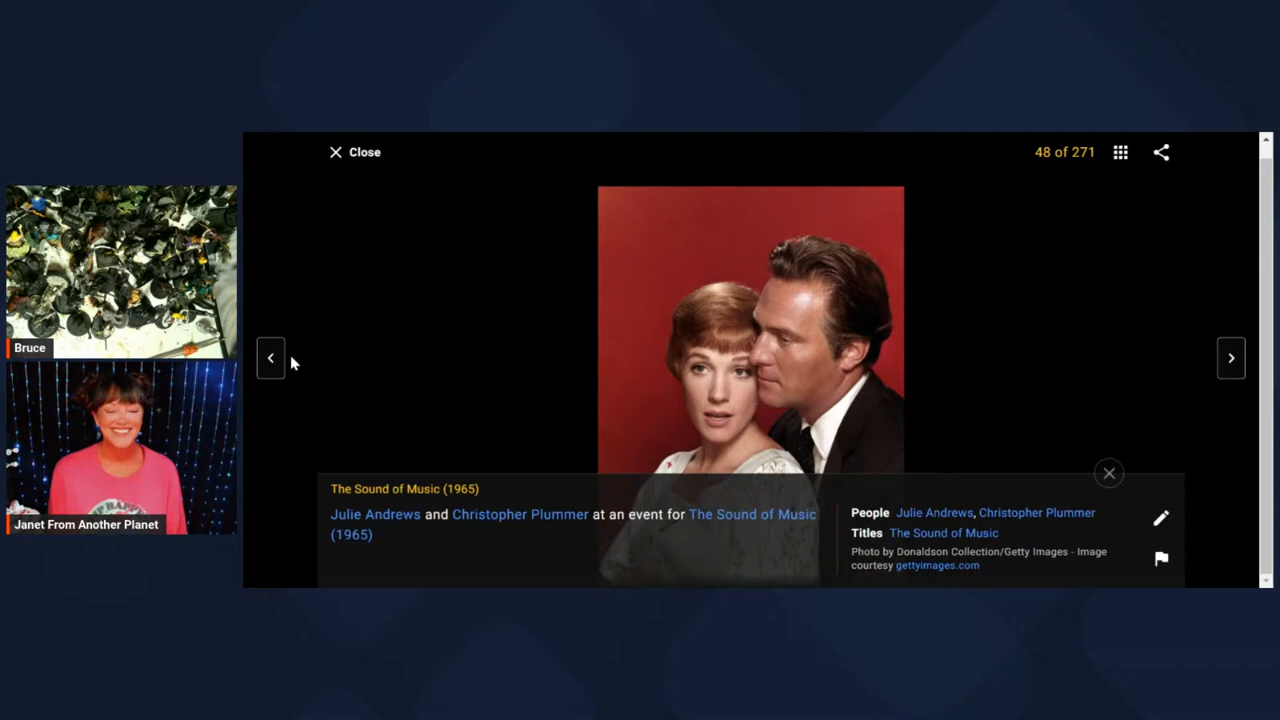 Close
48 of 271
Bruce
Janet From Another Planet
The Sound of Music (1965)
Julie Andrews and Christopher Plummer at an event for The Sound of Music
(1965)
People Julie Andrews, Christopher Plummer
Titles The Sound of Music
Photo by Donaldson Collection/Getty Images - Image
courtesy gettyimages.com